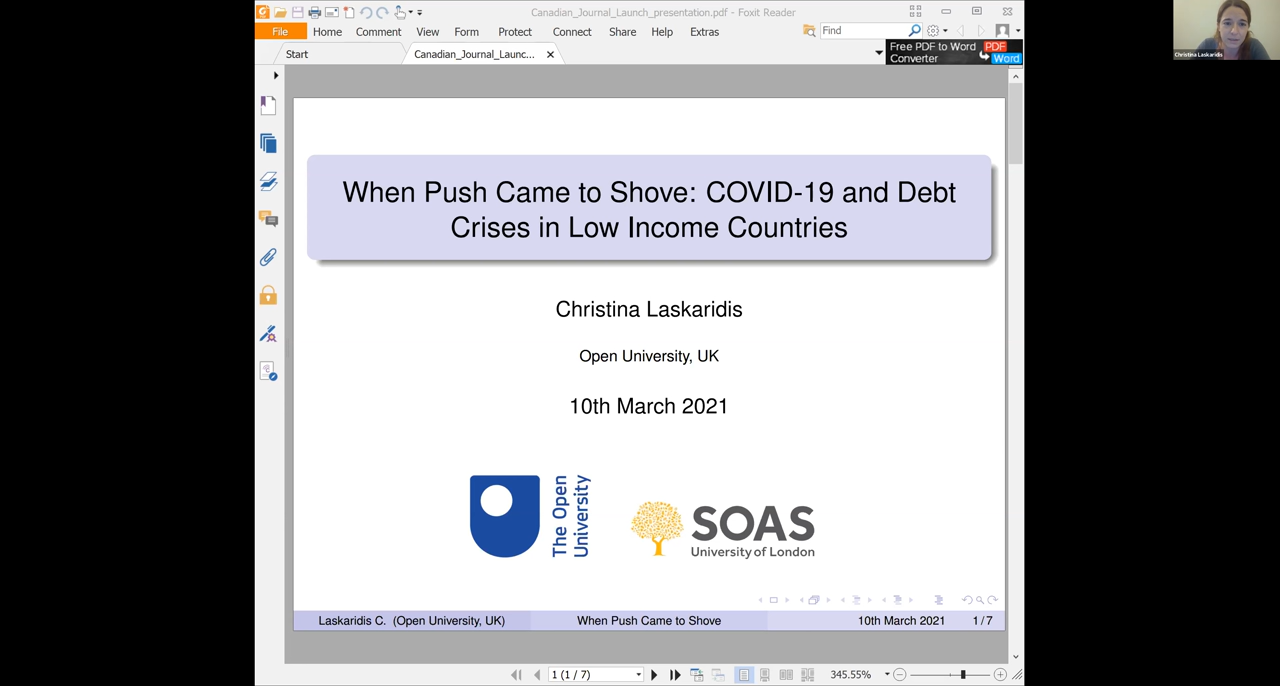 Canadian_Journal_Launch_presentation.pdf - Foxit Reader
File Home Comment View Form Protect Connect Share Help Extras
Find
Start
Canadian_Journal_Launc...
Free PDF to Word
Converter
PDF
Word
Christina Laskaridis
When Push Came to Shove: COVID-19 and Debt
Crises in Low Income Countries
Christina Laskaridis
Open University, UK
10th March 2021
The Open
University
SOAS
University of London
Laskaridis C. (Open University, UK) When Push Came to Shove 10th March 2021 1 / 7
1 (1 / 7)
345.55%